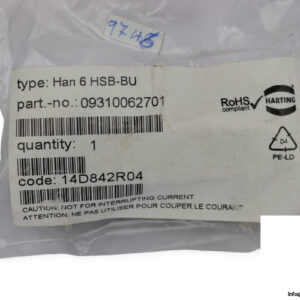 9746
type: Han 6 HSB-BU
part.-no.: 09310062701
RoHS
compliant
HARTING
quantity: 1
04
PE-LD
code: 14D842R04
CAUTION: NOT FOR INTERRUPTING CURRENT
ATTENTION: NE PAS UTILISER POUR COUPER LE COURANT